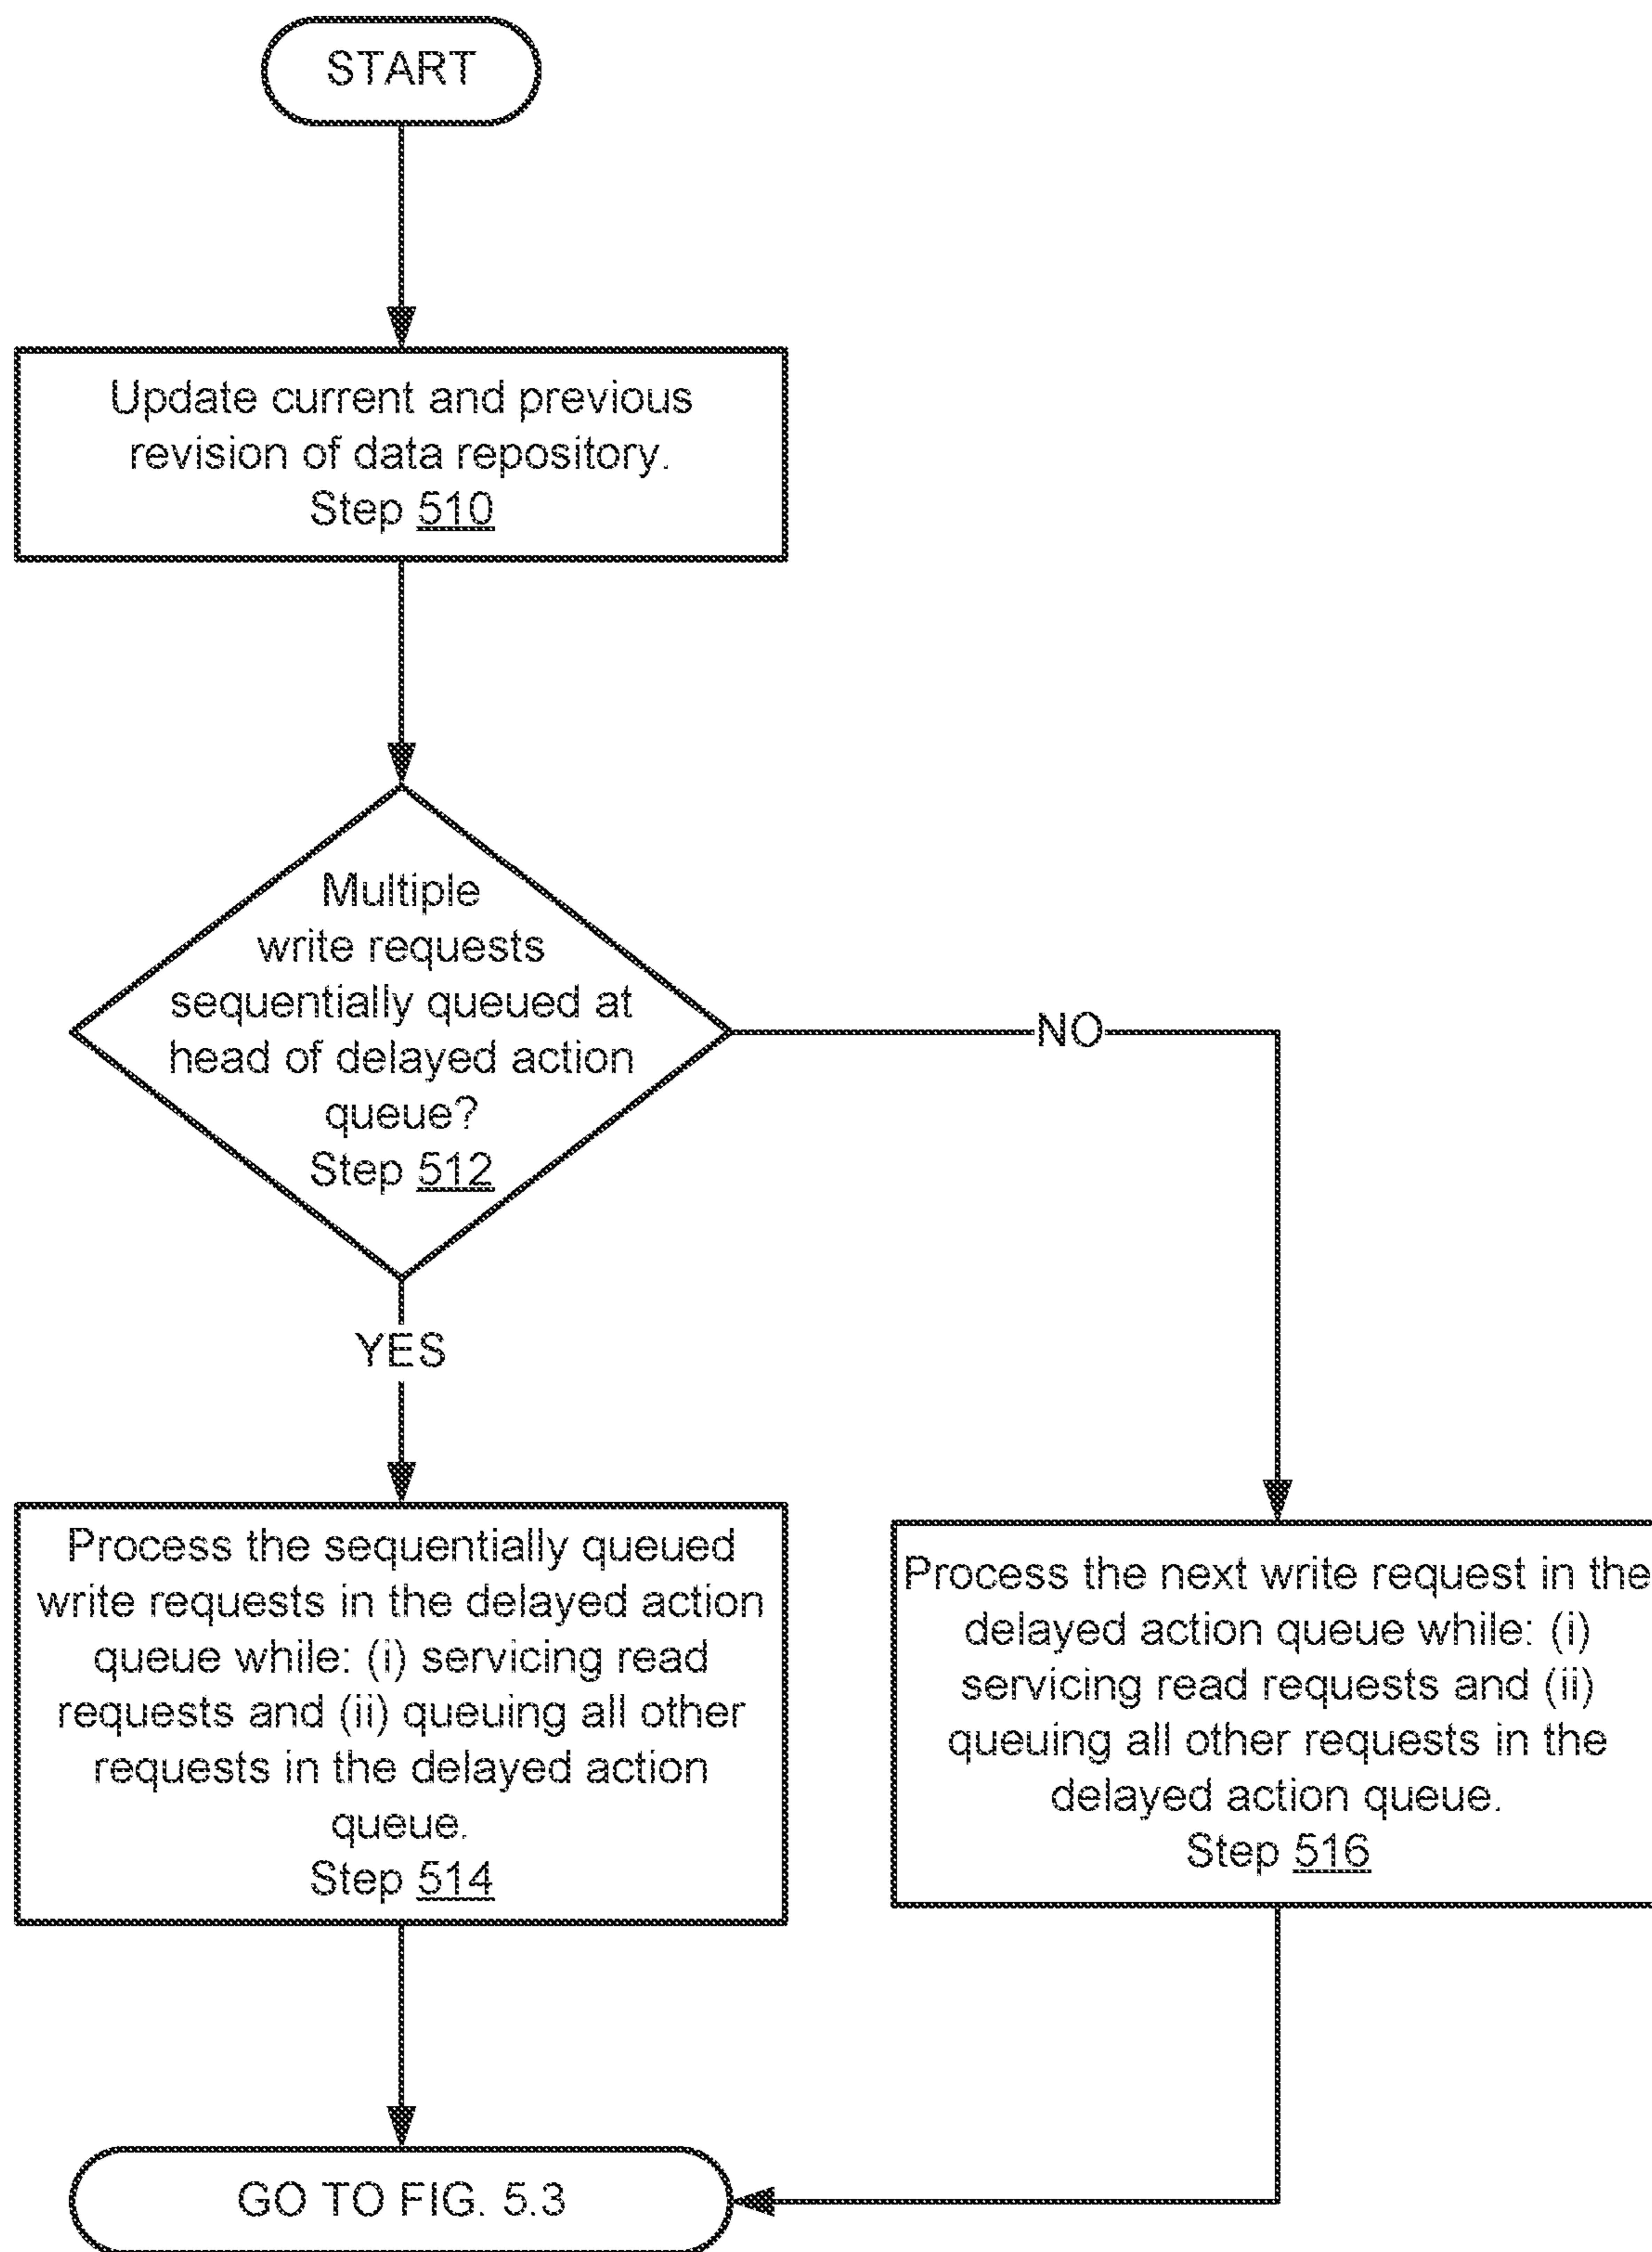 START
Update current and previous
revision of data repository.
Step 510
Multiple
write requests
sequentially queued at
head of delayed action
queue?
Step 512
NO
YES
Process the sequentially queued
write requests in the delayed action
queue while: (i) servicing read
requests and (ii) queuing all other
requests in the delayed action
queue.
Step 514
Process the next write request in the
delayed action queue while: (i)
servicing read requests and (ii)
queuing all other requests in the
delayed action queue.
Step 516
GO TO FIG. 5.3